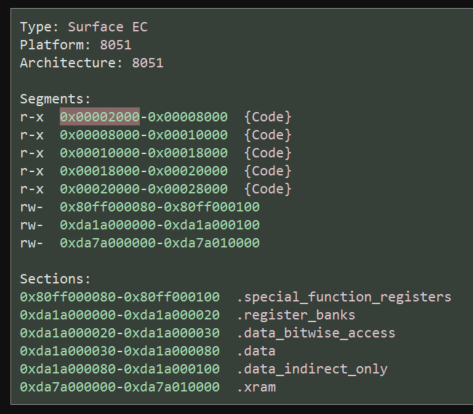 Type: Surface EC
Platform: 8051
Architecture: 8051
Segments:
r-x  0x00002000-0x00008000  {Code}
r-x  0x00008000-0x00010000  {Code}
r-x  0x00010000-0x00018000  {Code}
r-x  0x00018000-0x00020000  {Code}
r-x  0x00020000-0x00028000  {Code}
rw-  0x80ff000080-0x80ff000100
rw-  0xda1a000000-0xda1a000100
rw-  0xda7a000000-0xda7a010000
Sections:
0x80ff000080-0x80ff000100  .special_function_registers
0xda1a000000-0xda1a000020  .register_banks
0xda1a000020-0xda1a000030  .data_bitwise_access
0xda1a000030-0xda1a000080  .data
0xda1a000080-0xda1a000100  .data_indirect_only
0xda7a000000-0xda7a010000  .xram